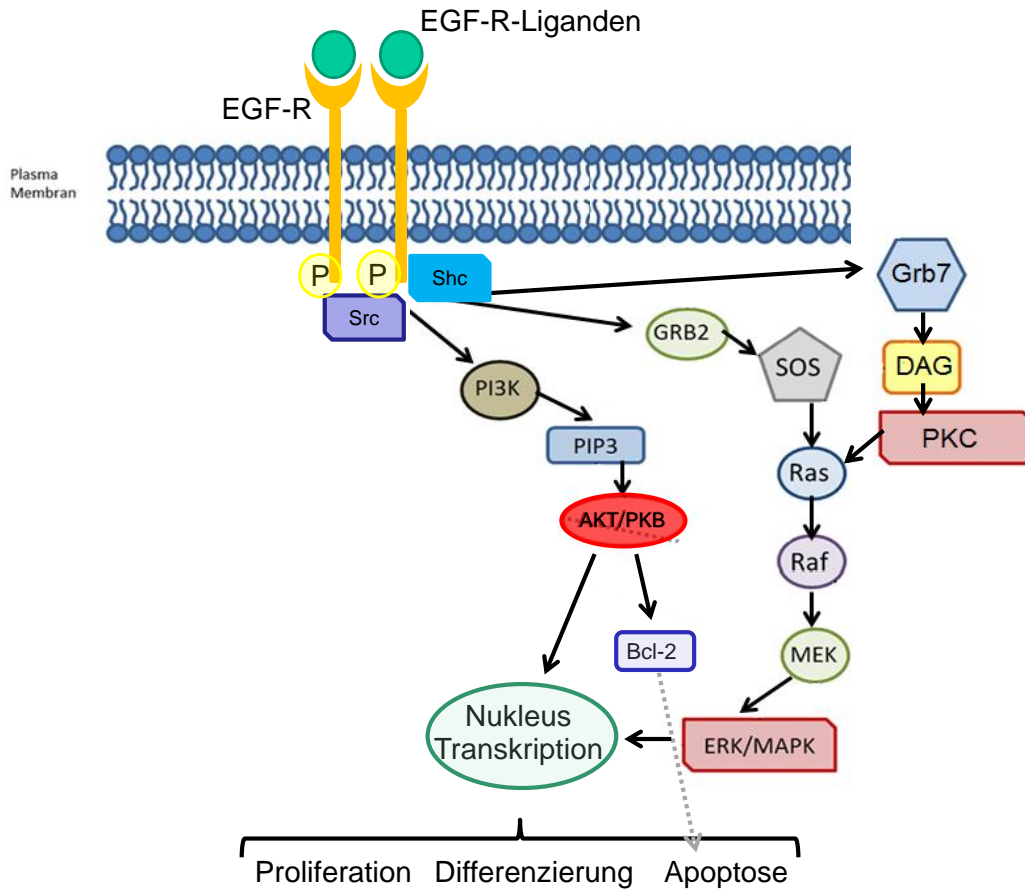 EGF-R-Liganden
EGF-R
Plasma
Membran
P
P
Shc
Src
Grb7
GRB2
SOS
DAG
PI3K
PKC
PIP3
Ras
AKT/PKB
Raf
Bcl-2
MEK
Nukleus
Transkription
ERK/MAPK
Proliferation Differenzierung Apoptose